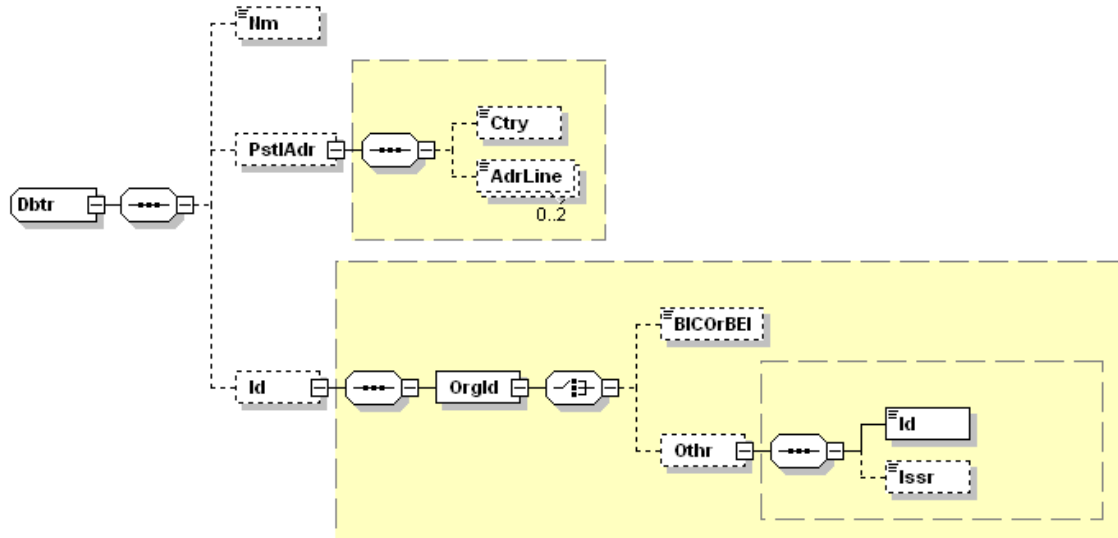 Nm
Ctry
PstlAdr
AdrLine
0..2
Dbtr
BICOrBEI
Id
OrgId
Id
Othr
Issr